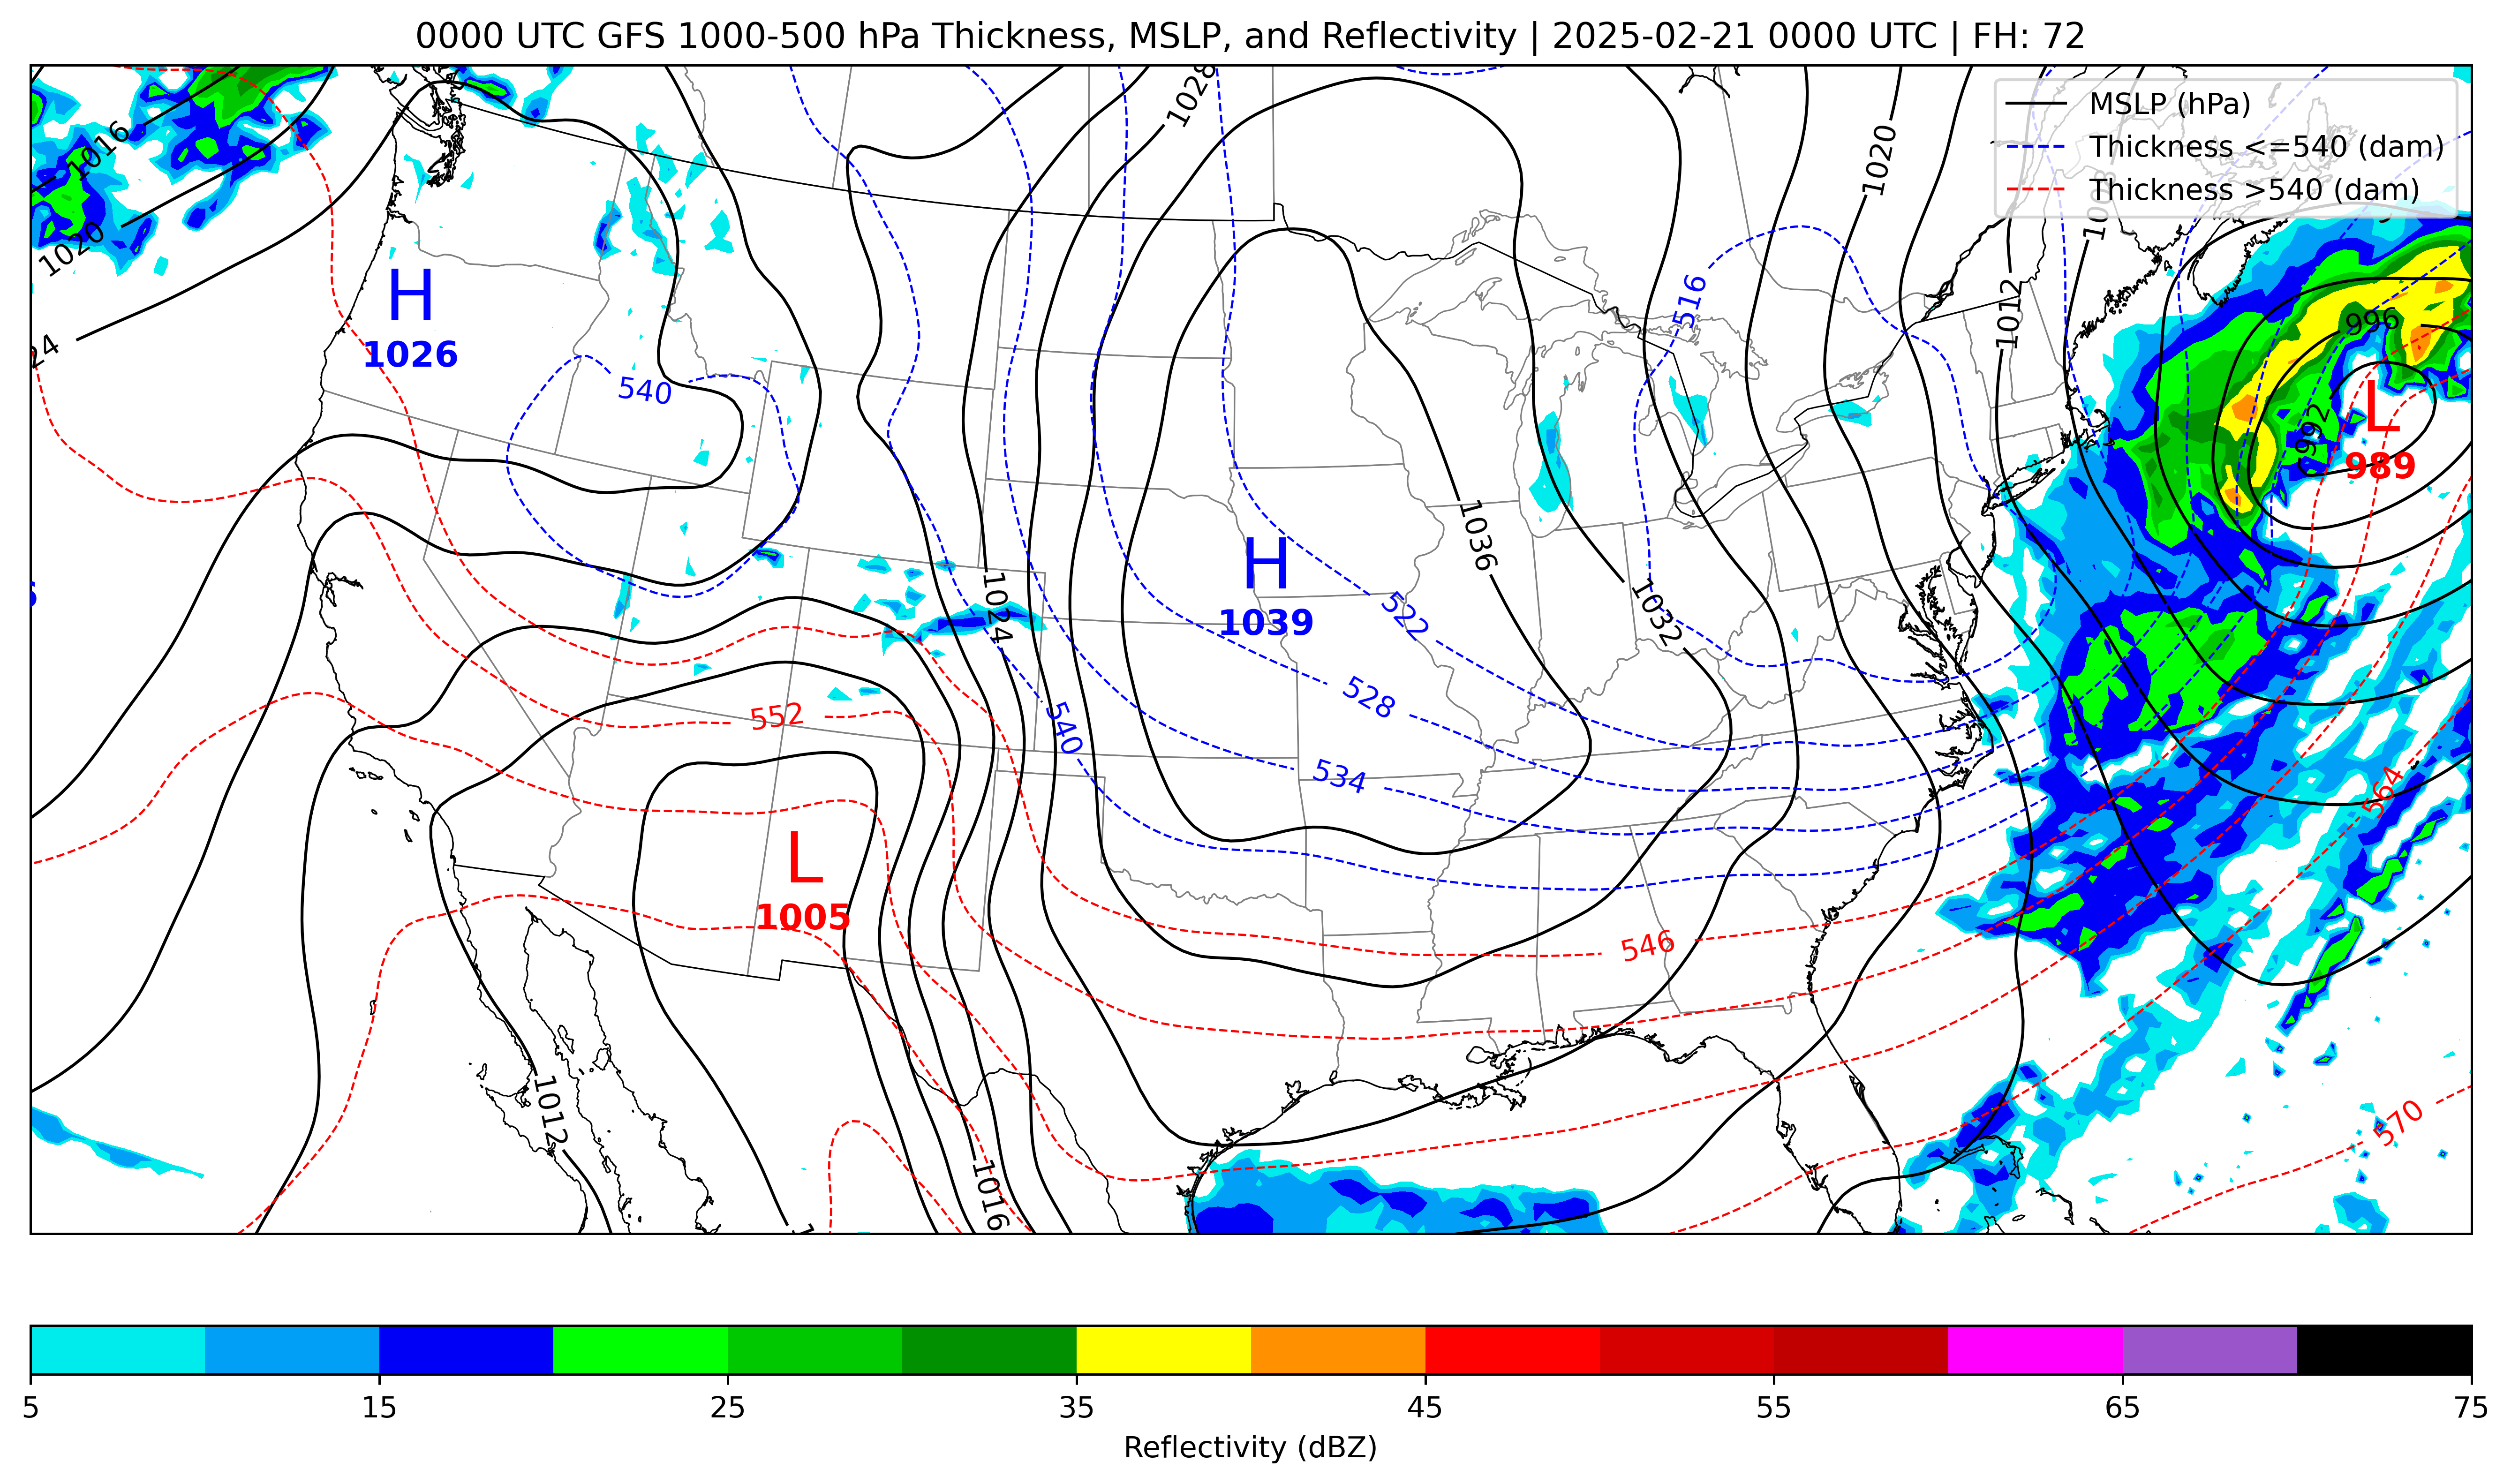 0000 UTC GFS 1000-500 hPa Thickness, MSLP, and Reflectivity | 2025-02-21 0000 UTC | FH: 72
MSLP (hPa)
Thickness <=540 (dam)
Thickness >540 (dam)
1028
1016
1020
1020
24
H
1026
540
516
1012
996
992
L
989
1036
H
1039
1024
522
1032
528
552
540
534
564
L
1005
546
1012
1016
570
5 15 25 35 45 55 65 75
Reflectivity (dBZ)